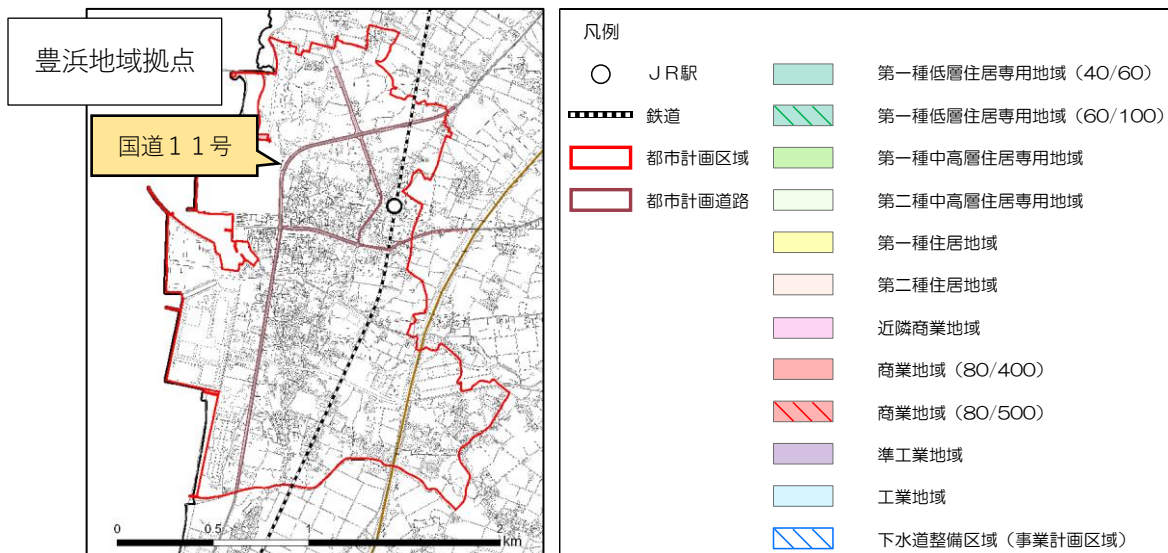 豊浜地域拠点
国道１１号
0
0.5
1
2
km
凡例
ＪＲ駅
鉄道
都市計画区域
都市計画道路
第一種低層住居専用地域（40/60）
第一種低層住居専用地域（60/100）
第一種中高層住居専用地域
第二種中高層住居専用地域
第一種住居地域
第二種住居地域
近隣商業地域
商業地域（80/400）
商業地域（80/500）
準工業地域
工業地域
下水道整備区域（事業計画区域）